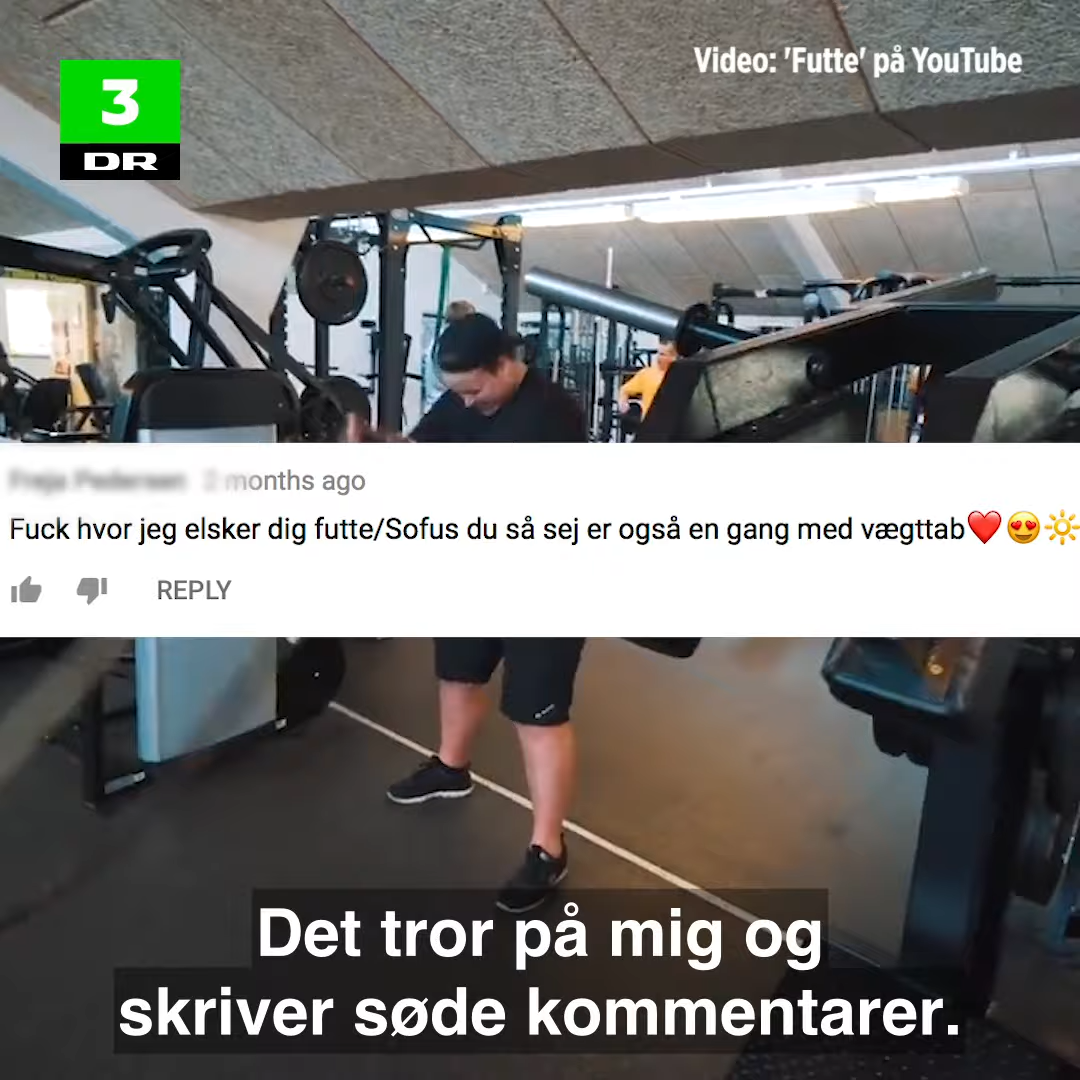 Video: 'Futte' på YouTube
3
DR
months ago
Fuck hvor jeg elsker dig futte/Sofus du så sej er også en gang med vægttab❤️😍☀️
REPLY
Det tror på mig og
skriver søde kommentarer.